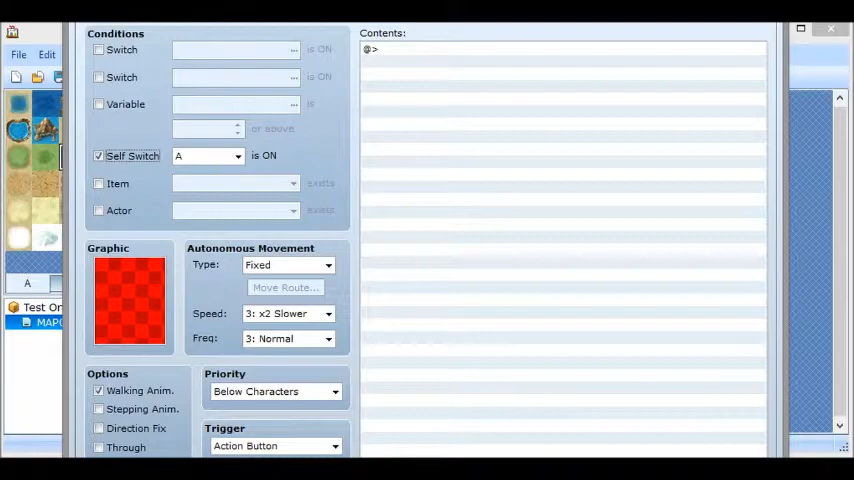 File Edit
A
Test On
MAP0
Conditions
Switch ... is ON
Switch ... is ON
Variable ... is
or above
Self Switch A is ON
Item exists
Actor exists
Graphic
Autonomous Movement
Type: Fixed
Move Route...
Speed: 3: x2 Slower
Freq: 3: Normal
Options
Walking Anim.
Stepping Anim.
Direction Fix
Through
Priority
Below Characters
Trigger
Action Button
Contents:
@>